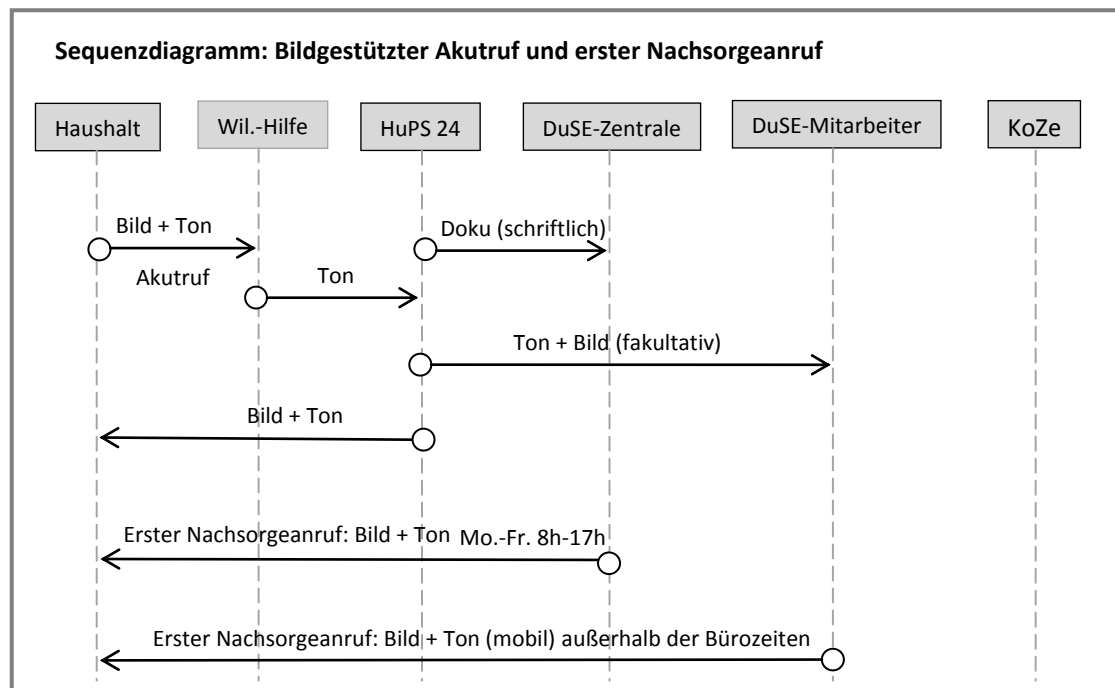 Sequenzdiagramm: Bildgestützter Akutruf und erster Nachsorgeanruf
Haushalt
Wil.-Hilfe
HuPS 24
DuSE-Zentrale
DuSE-Mitarbeiter
KoZe
Bild + Ton
Doku (schriftlich)
Akutruf
Ton
Ton + Bild (fakultativ)
Bild + Ton
Erster Nachsorgeanruf: Bild + Ton Mo.-Fr. 8h-17h
Erster Nachsorgeanruf: Bild + Ton (mobil) außerhalb der Bürozeiten